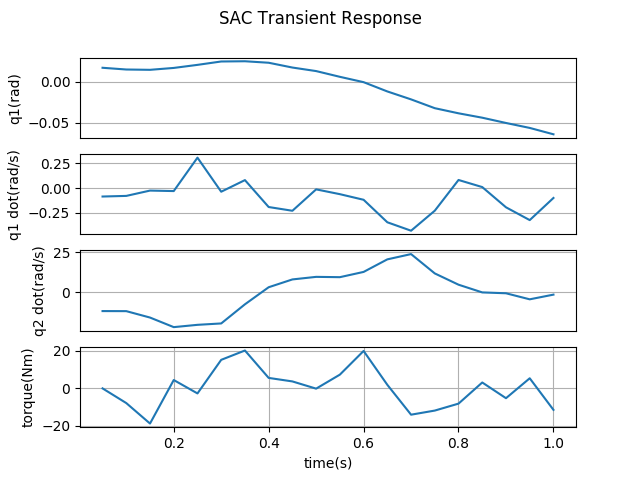 SAC Transient Response
q1(rad)
0.00
−0.05
q1 dot(rad/s)
0.25
0.00
−0.25
q2 dot(rad/s)
25
0
torque(Nm)
20
0
−20
0.2 0.4 0.6 0.8 1.0
time(s)